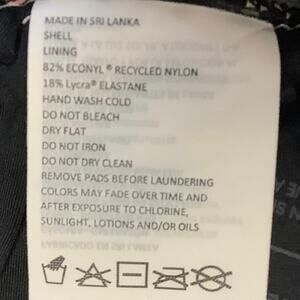 MADE IN SRI LANKA
SHELL
LINING
82% ECONYL® RECYCLED NYLON
18% Lycra® ELASTANE
HAND WASH COLD
DO NOT BLEACH
DRY FLAT
DO NOT IRON
DO NOT DRY CLEAN
REMOVE PADS BEFORE LAUNDERING
COLORS MAY FADE OVER TIME AND
AFTER EXPOSURE TO CHLORINE,
SUNLIGHT, LOTIONS AND/OR OILS